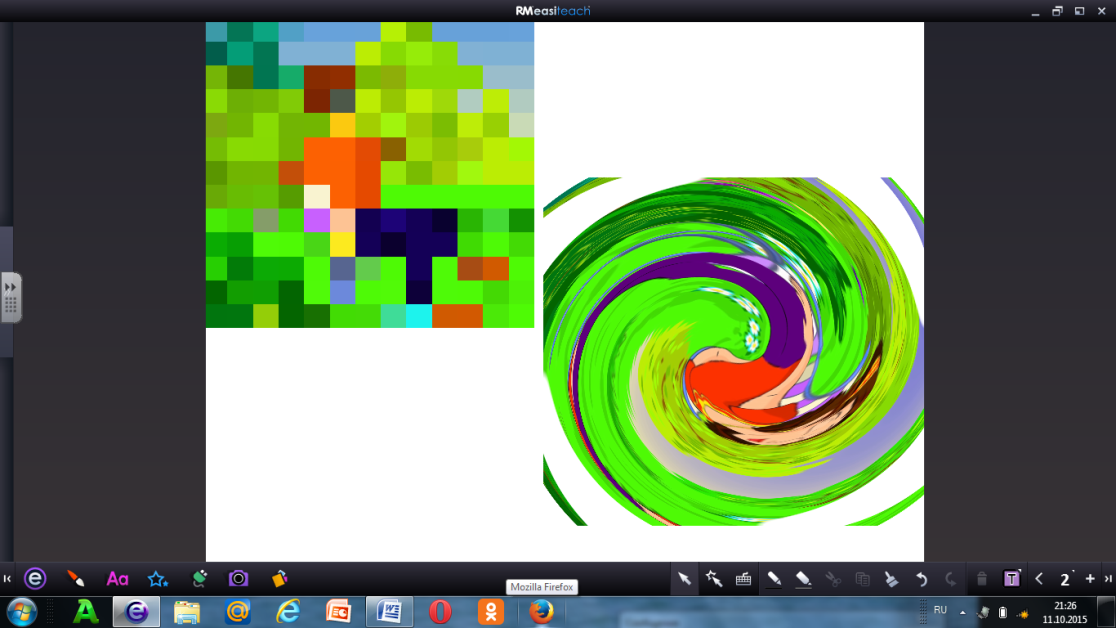 RMeasiteach
Aa
T
2
Mozilla Firefox
RU
21:26
11.10.2015